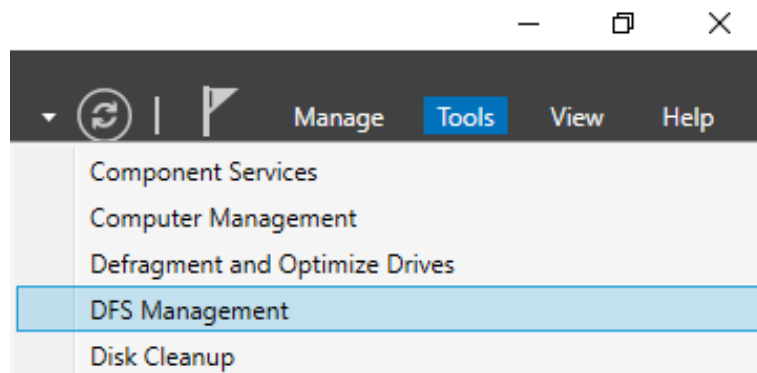 Manage Tools View Help
Component Services
Computer Management
Defragment and Optimize Drives
DFS Management
Disk Cleanup